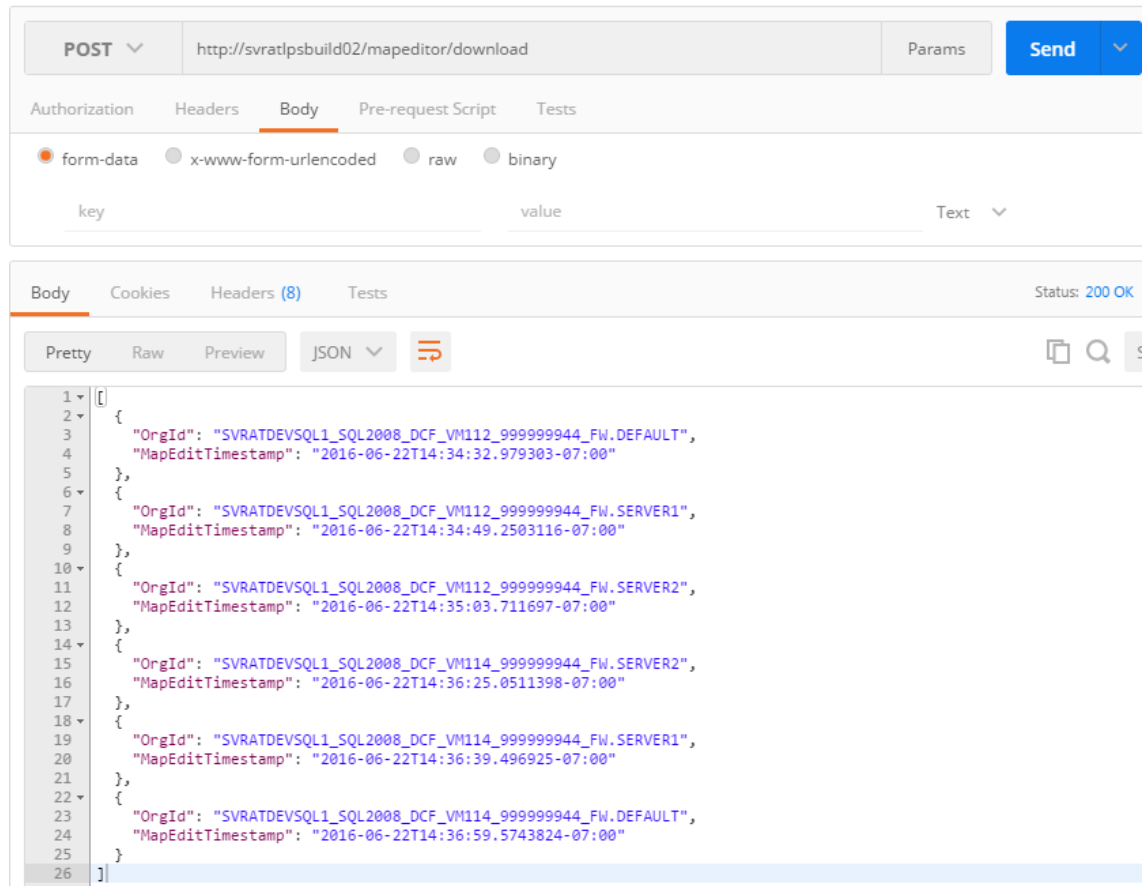 POST http://svratlpsbuild02/mapeditor/download Params Send
Authorization Headers Body Pre-request Script Tests
form-data x-www-form-urlencoded raw binary
key value Text
Body Cookies Headers (8) Tests Status: 200 OK
Pretty Raw Preview JSON S
1 [
2 {
3 "OrgId": "SVRATDEVSQL1_SQL2008_DCF_VM112_999999944_FW.DEFAULT",
4 "MapEditTimestamp": "2016-06-22T14:34:32.979303-07:00"
5 },
6 {
7 "OrgId": "SVRATDEVSQL1_SQL2008_DCF_VM112_999999944_FW.SERVER1",
8 "MapEditTimestamp": "2016-06-22T14:34:49.2503116-07:00"
9 },
10 {
11 "OrgId": "SVRATDEVSQL1_SQL2008_DCF_VM112_999999944_FW.SERVER2",
12 "MapEditTimestamp": "2016-06-22T14:35:03.711697-07:00"
13 },
14 {
15 "OrgId": "SVRATDEVSQL1_SQL2008_DCF_VM114_999999944_FW.SERVER2",
16 "MapEditTimestamp": "2016-06-22T14:36:25.0511398-07:00"
17 },
18 {
19 "OrgId": "SVRATDEVSQL1_SQL2008_DCF_VM114_999999944_FW.SERVER1",
20 "MapEditTimestamp": "2016-06-22T14:36:39.496925-07:00"
21 },
22 {
23 "OrgId": "SVRATDEVSQL1_SQL2008_DCF_VM114_999999944_FW.DEFAULT",
24 "MapEditTimestamp": "2016-06-22T14:36:59.5743824-07:00"
25 }
26 ]